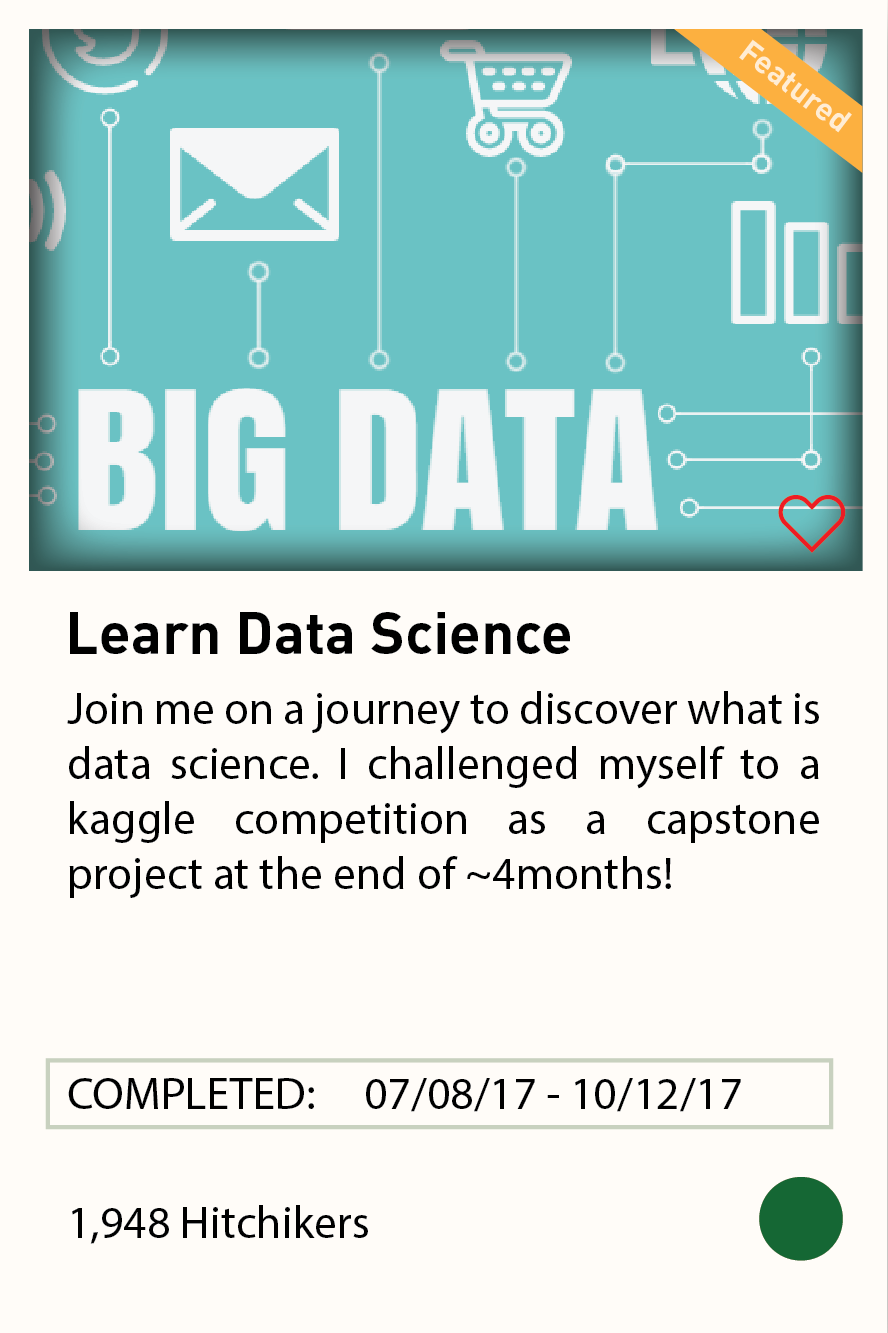 Featured
BIG DATA
Learn Data Science
Join me on a journey to discover what is
data science. I challenged myself to a
kaggle competition as a capstone
project at the end of ~4months!
COMPLETED: 07/08/17 - 10/12/17
1,948 Hitchikers